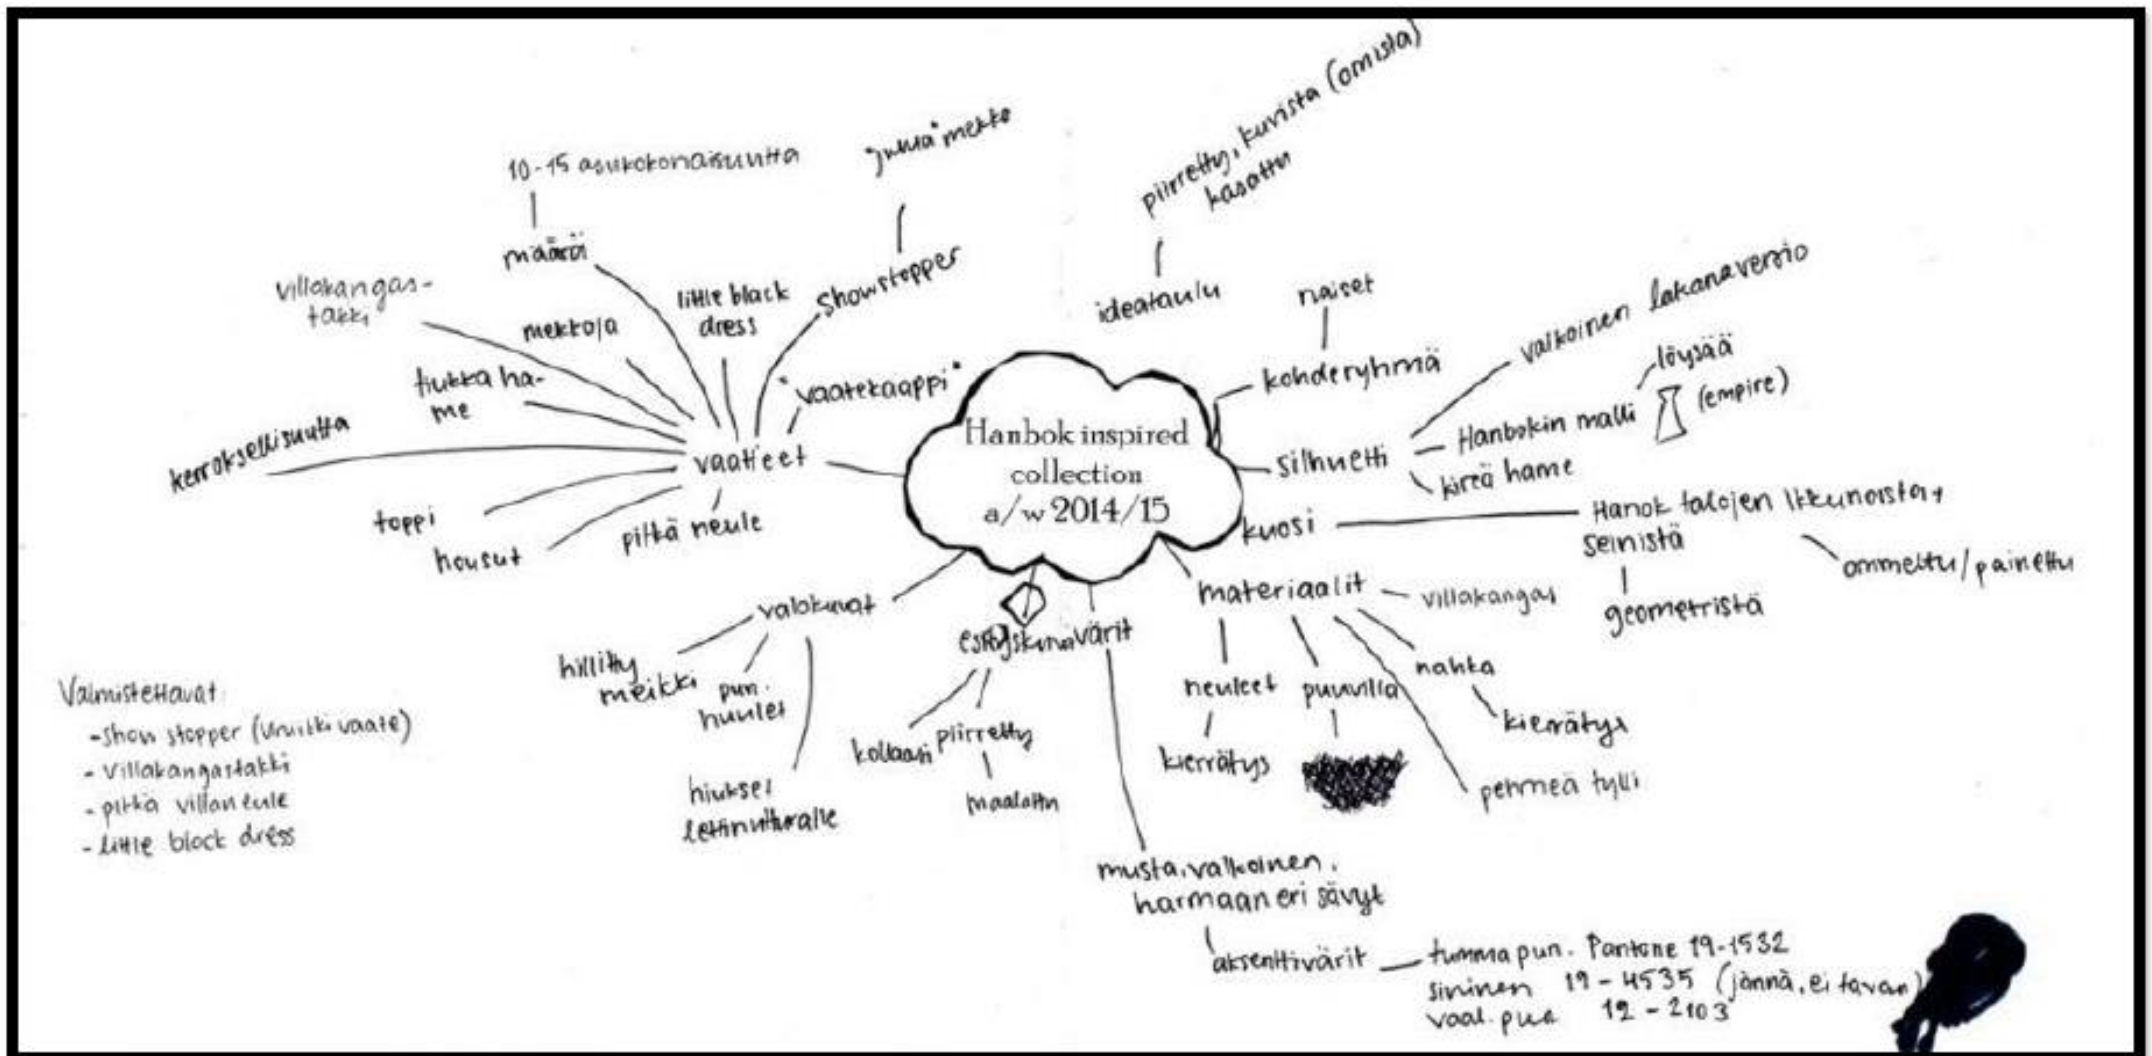 Hanbok inspired
collection
a/w 2014/15
vaatteet
10-15 asukokonaisuutta
määrä
villakangas-
takki
mekkoja
little black
dress
showstopper
"juhla" mekko
"vaatekaappi"
tiukka ha-
me
kerroksellisuutta
toppi
housut
pitkä neule
piirretty, kuvista (omista)
kasattu
ideataulu
naiset
kohderyhmä
silhuetti
valkoinen lakanaversio
Hanbokin malli
löysää
(empire)
kireä hame
kuosi
Hanok talojen ikkunoista,
seinistä
geometristä
ommeltu/painettu
materiaalit
villakangas
nahka
kierrätys
pehmeä tylli
puuvilla
neuleet
kierrätys
värit
musta, valkoinen,
harmaan eri sävyt
aksenttivärit
tumma pun. Pantone 19-1532
sininen 19-4535 (jännä, ei tavan)
vaal. pun 12-2103
kollaasi
piirretty
maalattu
valokuvat
hillitty
meikki
pun.
huulet
hiukset
Valmistettavat:
-show stopper
- Villakangastakki
- pitkä villaneule
- little block dress